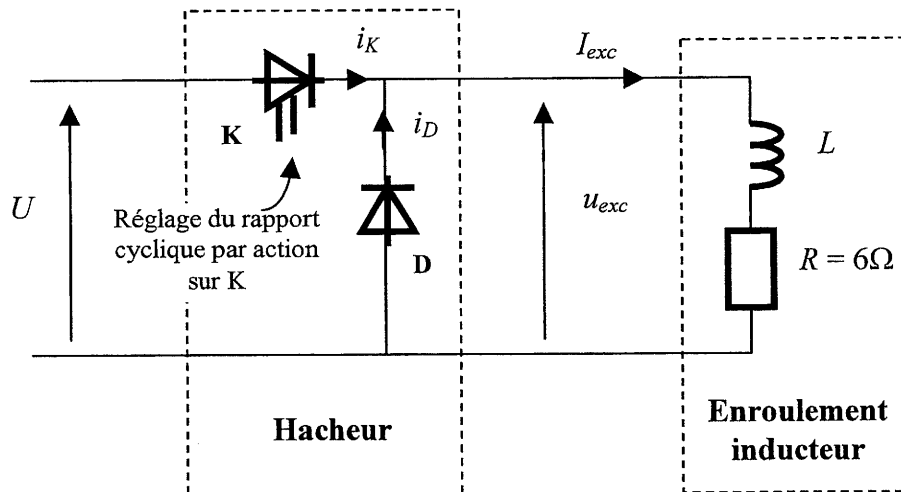 i_K
I_exc
K
i_D
L
U
Réglage du rapport
cyclique par action
sur K
D
u_exc
R = 6Ω
Hacheur
Enroulement
inducteur